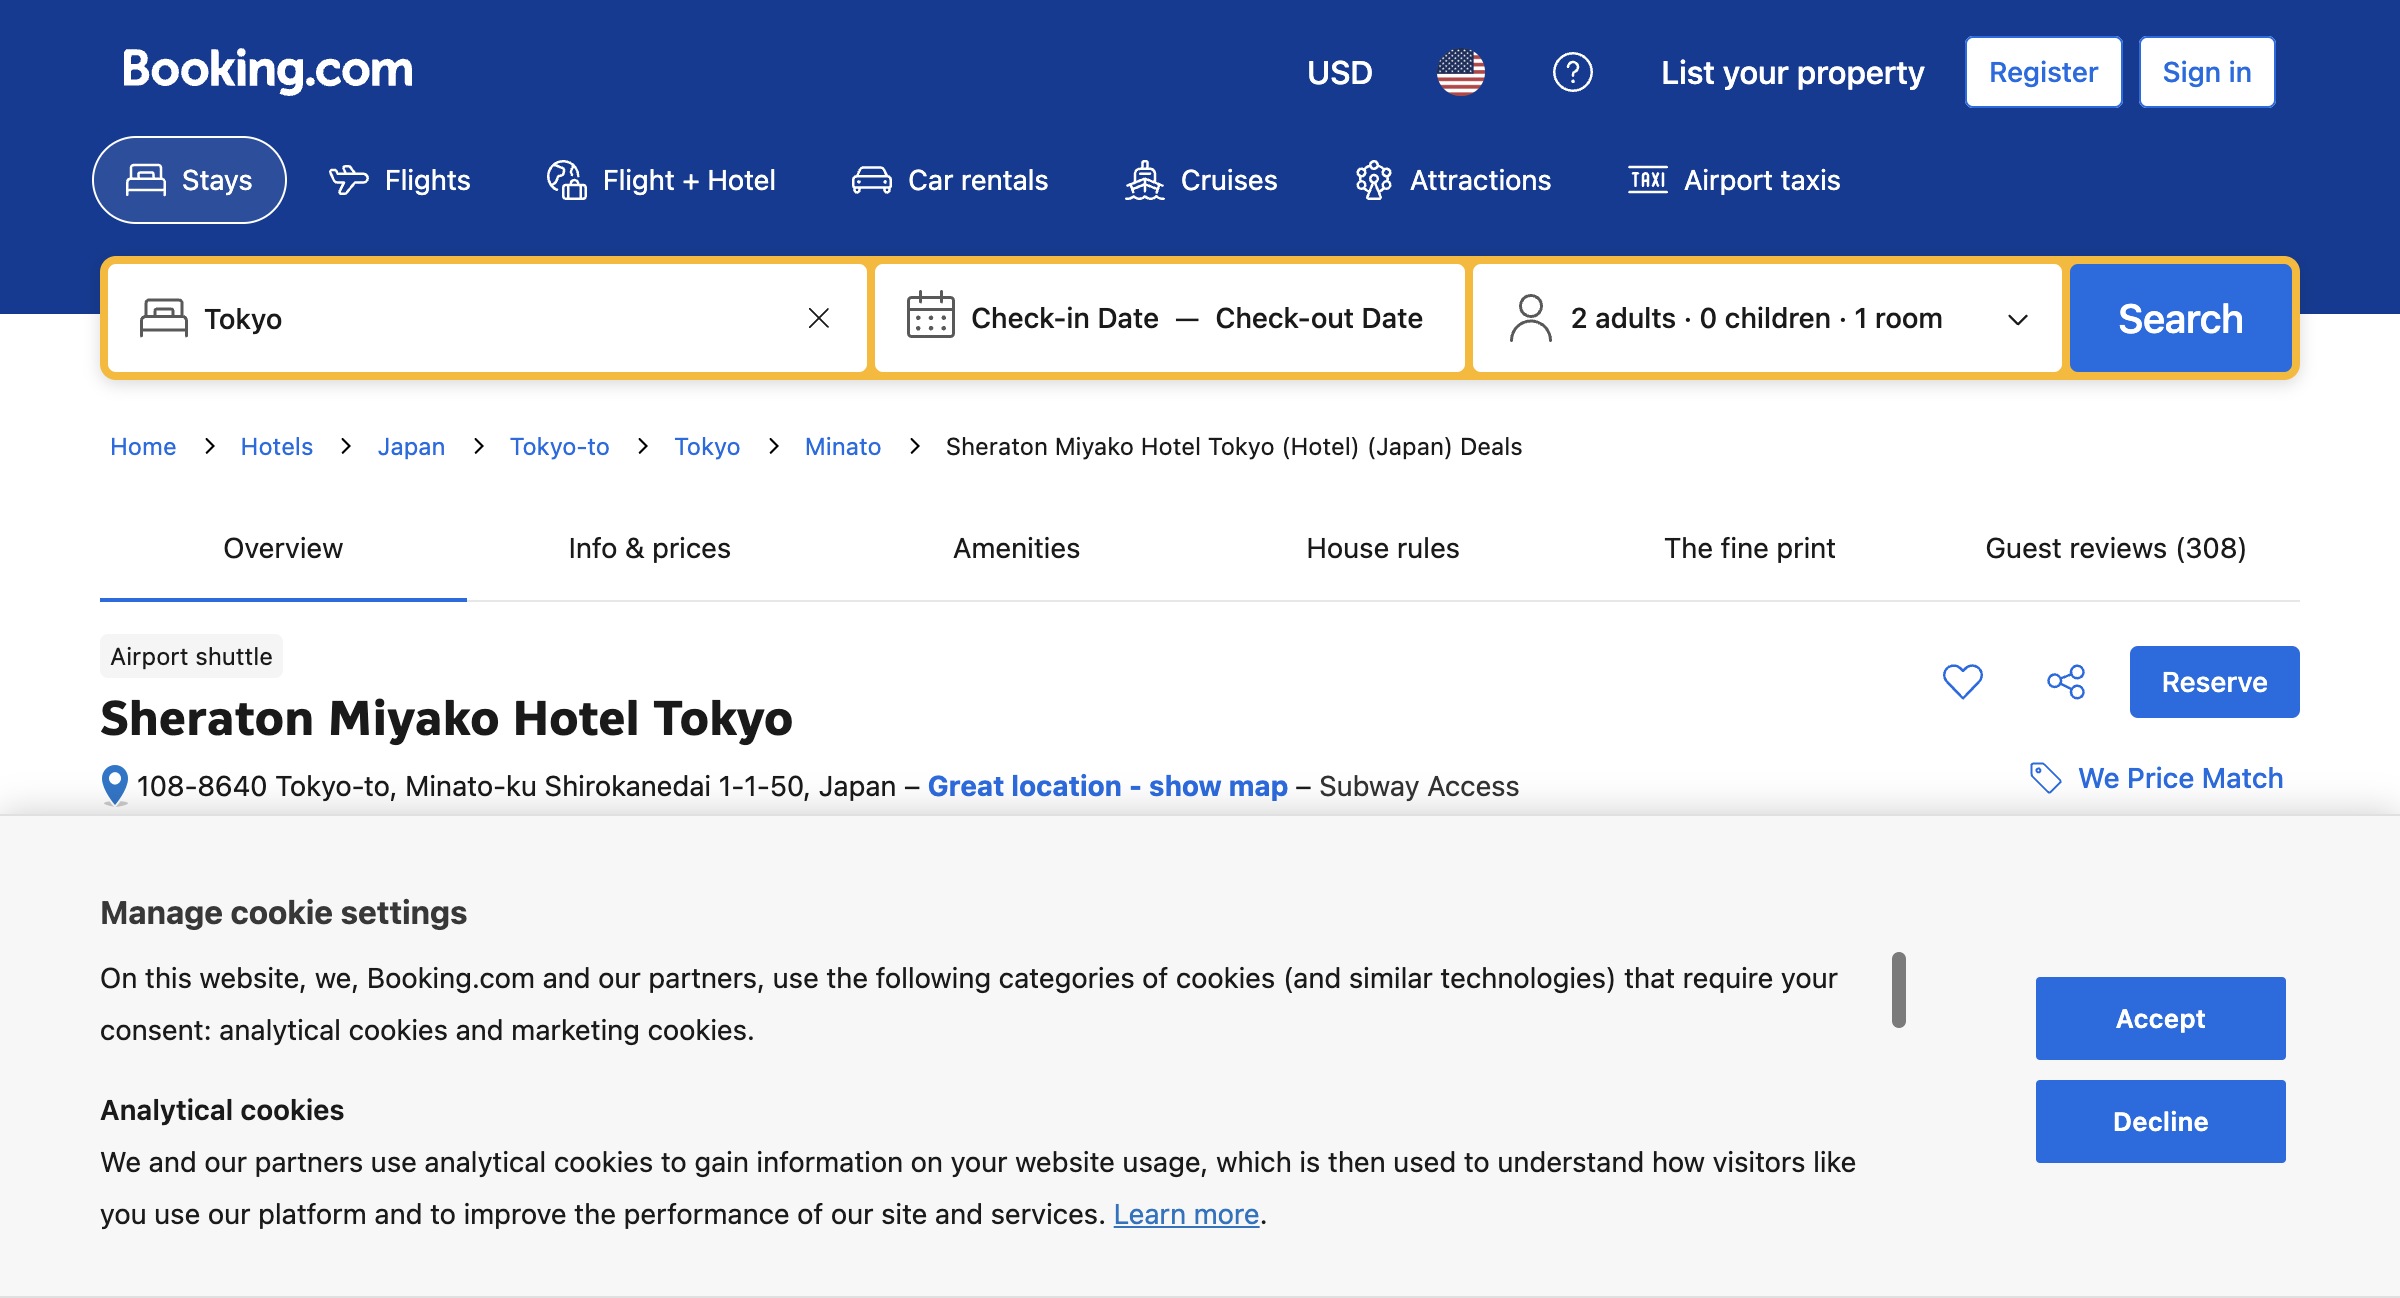 Booking.com
USD
List your property
Register
Sign in
Stays
Flights
Flight + Hotel
Car rentals
Cruises
Attractions
TAXI
Airport taxis
Tokyo
Check-in Date — Check-out Date
2 adults · 0 children · 1 room
Search
Home > Hotels > Japan > Tokyo-to > Tokyo > Minato > Sheraton Miyako Hotel Tokyo (Hotel) (Japan) Deals
Overview
Info & prices
Amenities
House rules
The fine print
Guest reviews (308)
Airport shuttle
Reserve
Sheraton Miyako Hotel Tokyo
108-8640 Tokyo-to, Minato-ku Shirokanedai 1-1-50, Japan – Great location - show map – Subway Access
We Price Match
Manage cookie settings
On this website, we, Booking.com and our partners, use the following categories of cookies (and similar technologies) that require your
consent: analytical cookies and marketing cookies.
Analytical cookies
We and our partners use analytical cookies to gain information on your website usage, which is then used to understand how visitors like
you use our platform and to improve the performance of our site and services. Learn more.
Accept
Decline